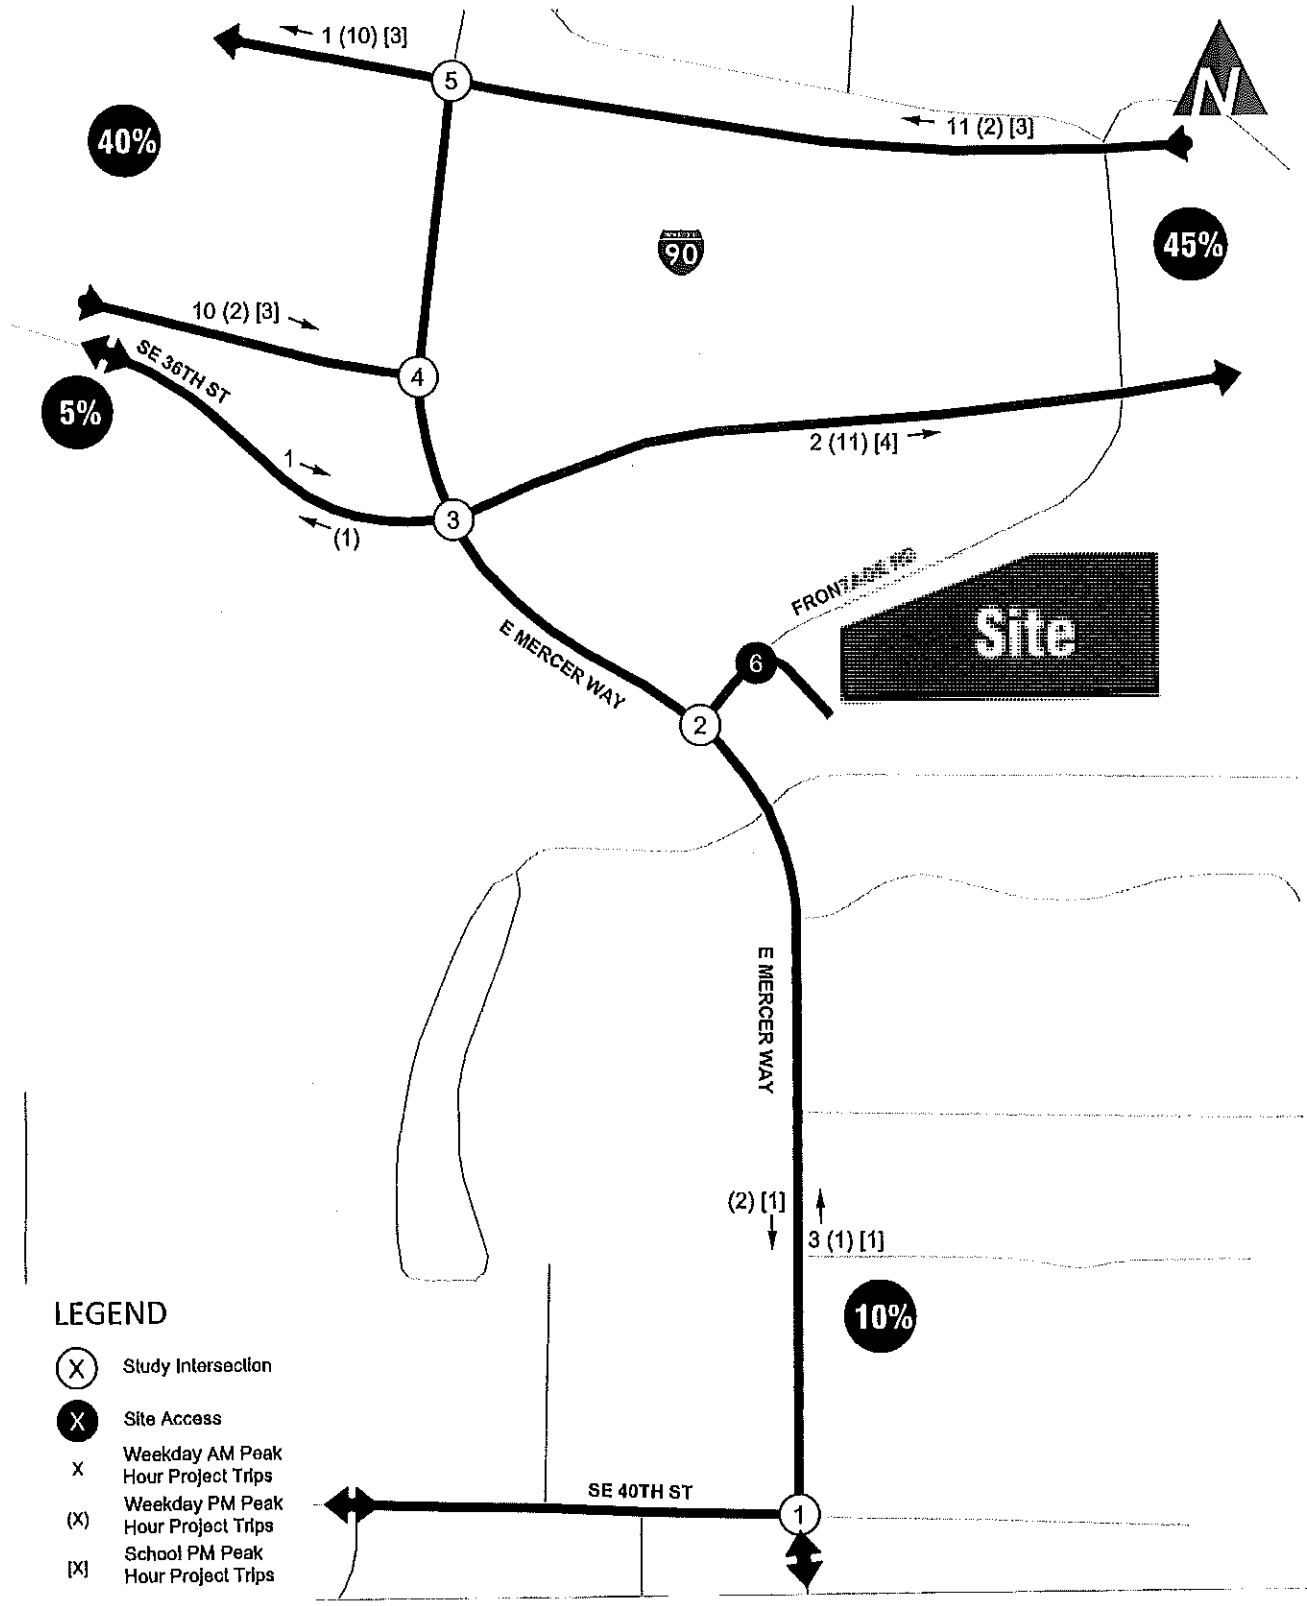 1 (10) [3]
5
N
11 (2) [3]
40%
90
45%
10 (2) [3]
SE 36TH ST
4
5%
2 (11) [4]
1
3
(1)
Site
E MERCER WAY
6
2
E MERCER WAY
(2) [1]
3 (1) [1]
10%
LEGEND
X Study Intersection
X Site Access
X Weekday AM Peak
Hour Project Trips
(X) Weekday PM Peak
Hour Project Trips
[X] School PM Peak
Hour Project Trips
SE 40TH ST
1